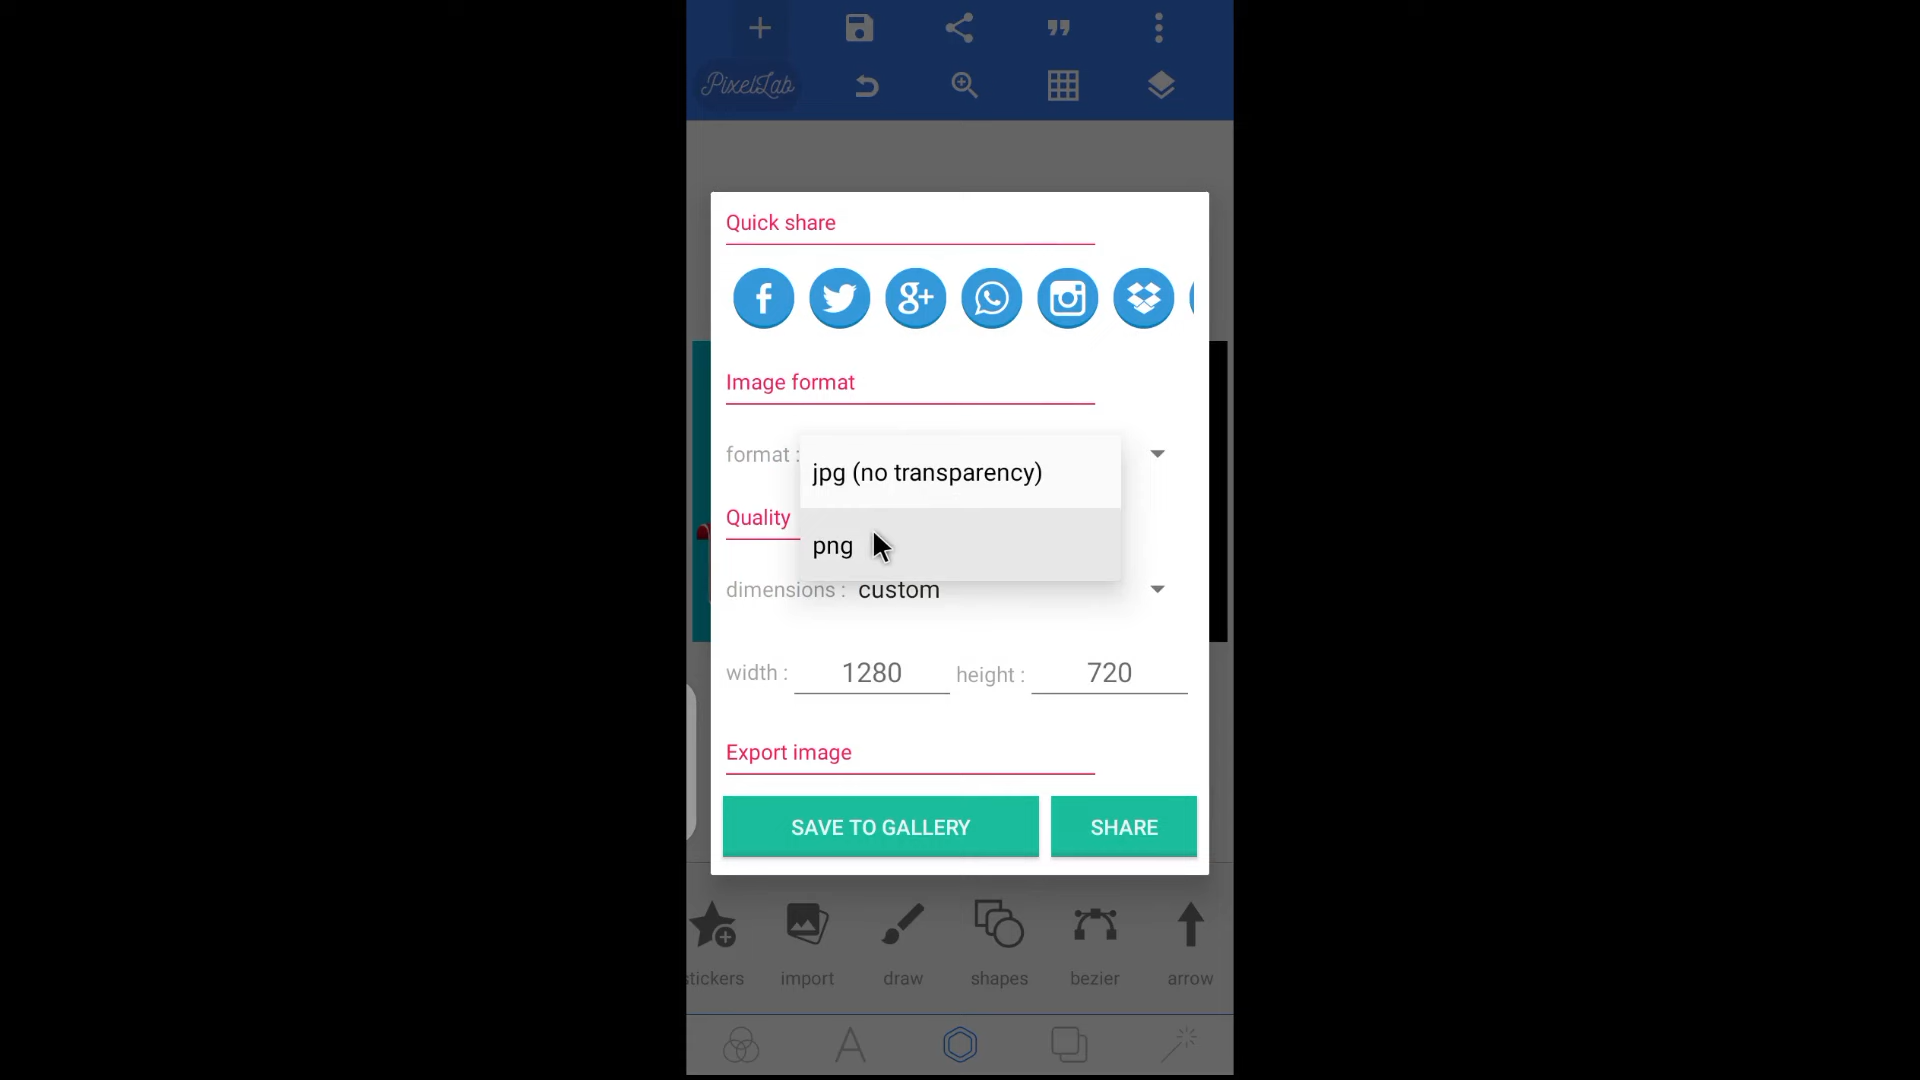 PixelLab
Quick share
Image format
format :
jpg (no transparency)
Quality
png
dimensions : custom
width : 1280 height : 720
Export image
SAVE TO GALLERY SHARE
stickers import draw shapes bezier arrow